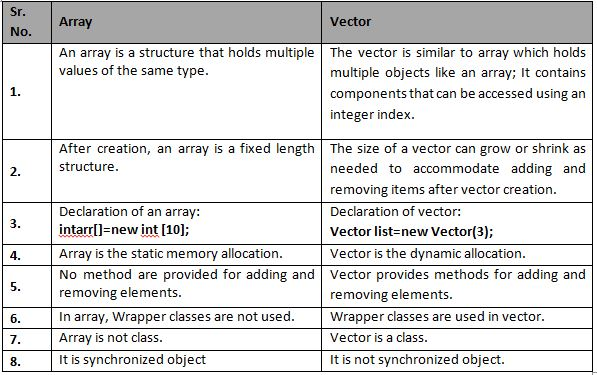 Sr. No. Array Vector
1. An array is a structure that holds multiple
values of the same type.
The vector is similar to array which holds
multiple objects like an array; It contains
components that can be accessed using an
integer index.
2. After creation, an array is a fixed length
structure.
The size of a vector can grow or shrink as
needed to accommodate adding and
removing items after vector creation.
3. Declaration of an array:
intarr[]=new int [10];
Declaration of vector:
Vector list=new Vector(3);
4. Array is the static memory allocation. Vector is the dynamic allocation.
5. No method are provided for adding and
removing elements.
Vector provides methods for adding and
removing elements.
6. In array, Wrapper classes are not used. Wrapper classes are used in vector.
7. Array is not class. Vector is a class.
8. It is synchronized object It is not synchronized object.